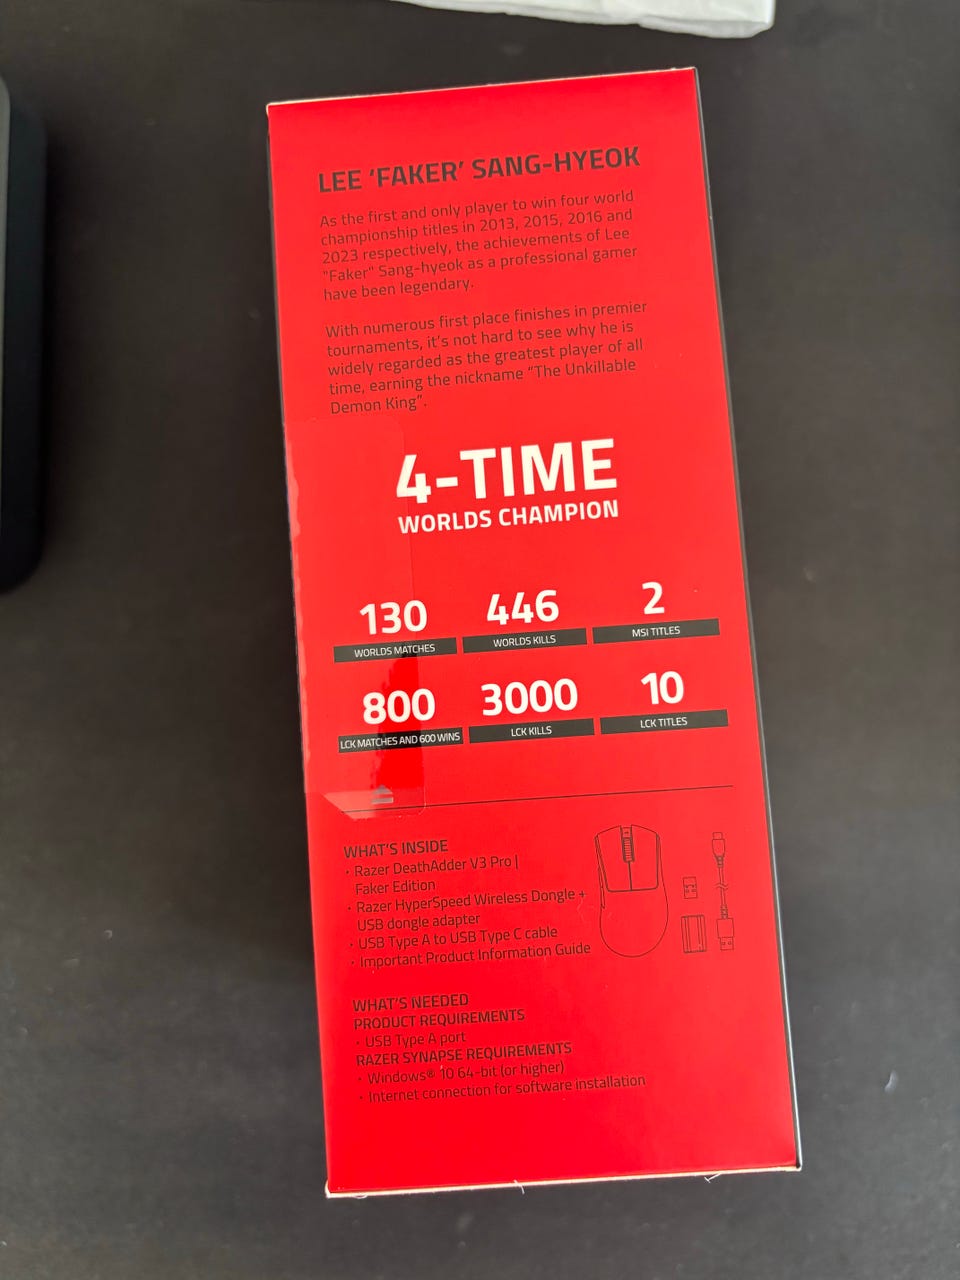 LEE ‘FAKER’ SANG-HYEOK
As the first and only player to win four world
championship titles in 2013, 2015, 2016 and
2023 respectively, the achievements of Lee
"Faker" Sang-hyeok as a professional gamer
have been legendary.
With numerous first place finishes in premier
tournaments, it’s not hard to see why he is
widely regarded as the greatest player of all
time, earning the nickname “The Unkillable
Demon King”.
4-TIME
WORLDS CHAMPION
130 446 2
WORLDS MATCHES WORLDS KILLS MSI TITLES
800 3000 10
LCK MATCHES AND 600 WINS LCK KILLS LCK TITLES
WHAT’S INSIDE
· Razer DeathAdder V3 Pro |
Faker Edition
· Razer HyperSpeed Wireless Dongle +
USB dongle adapter
· USB Type A to USB Type C cable
· Important Product Information Guide
WHAT’S NEEDED
PRODUCT REQUIREMENTS
· USB Type A port
RAZER SYNAPSE REQUIREMENTS
· Windows® 10 64-bit (or higher)
· Internet connection for software installation